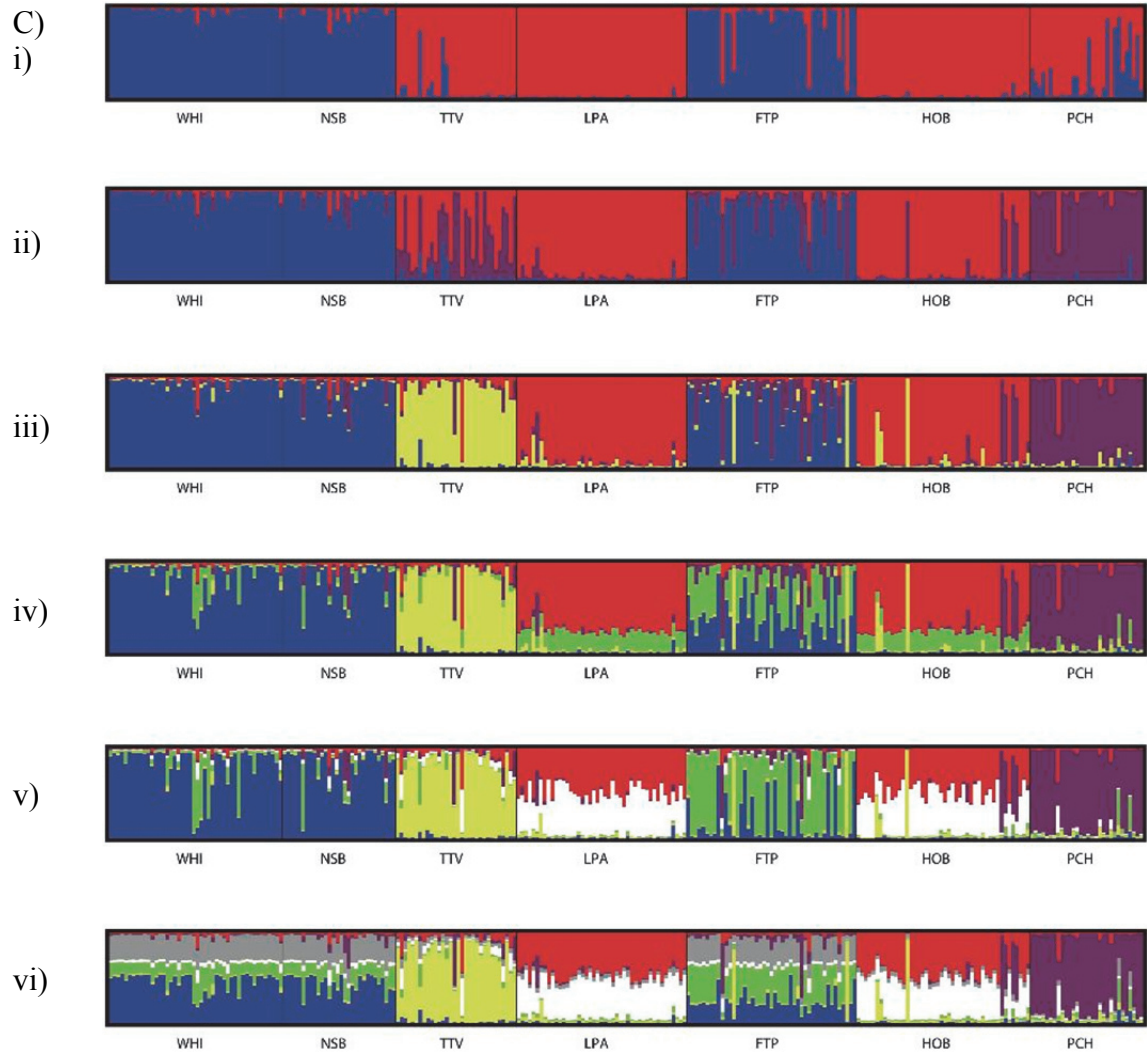 C)
i)
WHI NSB TTV LPA FTP HOB PCH
ii)
WHI NSB TTV LPA FTP HOB PCH
iii)
WHI NSB TTV LPA FTP HOB PCH
iv)
WHI NSB TTV LPA FTP HOB PCH
v)
WHI NSB TTV LPA FTP HOB PCH
vi)
WHI NSB TTV LPA FTP HOB PCH